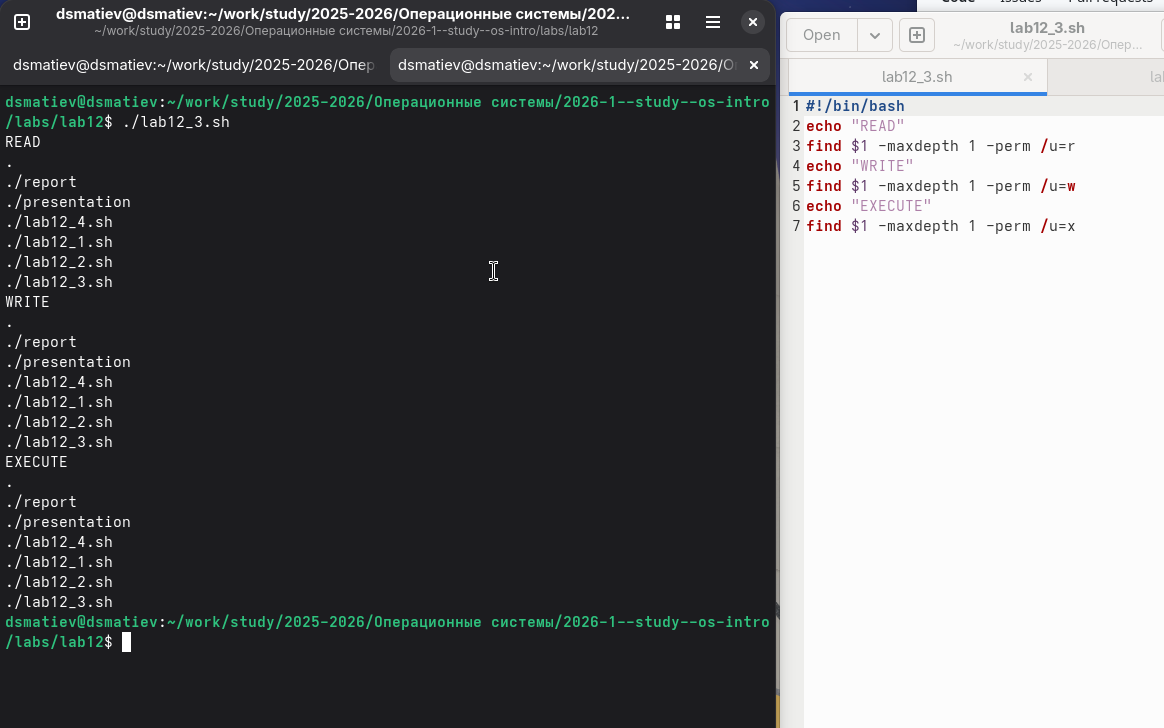 dsmatiev@dsmatiev:~/work/study/2025-2026/Операционные системы/202…
~/work/study/2025-2026/Операционные системы/2026-1--study--os-intro/labs/lab12
dsmatiev@dsmatiev:~/work/study/2025-2026/Опер
dsmatiev@dsmatiev:~/work/study/2025-2026/О
dsmatiev@dsmatiev:~/work/study/2025-2026/Операционные системы/2026-1--study--os-intro
/labs/lab12$ ./lab12_3.sh
READ
.
./report
./presentation
./lab12_4.sh
./lab12_1.sh
./lab12_2.sh
./lab12_3.sh
WRITE
.
./report
./presentation
./lab12_4.sh
./lab12_1.sh
./lab12_2.sh
./lab12_3.sh
EXECUTE
.
./report
./presentation
./lab12_4.sh
./lab12_1.sh
./lab12_2.sh
./lab12_3.sh
dsmatiev@dsmatiev:~/work/study/2025-2026/Операционные системы/2026-1--study--os-intro
/labs/lab12$
Open
lab12_3.sh
~/work/study/2025-2026/Опер…
lab12_3.sh
1 #!/bin/bash
2 echo "READ"
3 find $1 -maxdepth 1 -perm /u=r
4 echo "WRITE"
5 find $1 -maxdepth 1 -perm /u=w
6 echo "EXECUTE"
7 find $1 -maxdepth 1 -perm /u=x